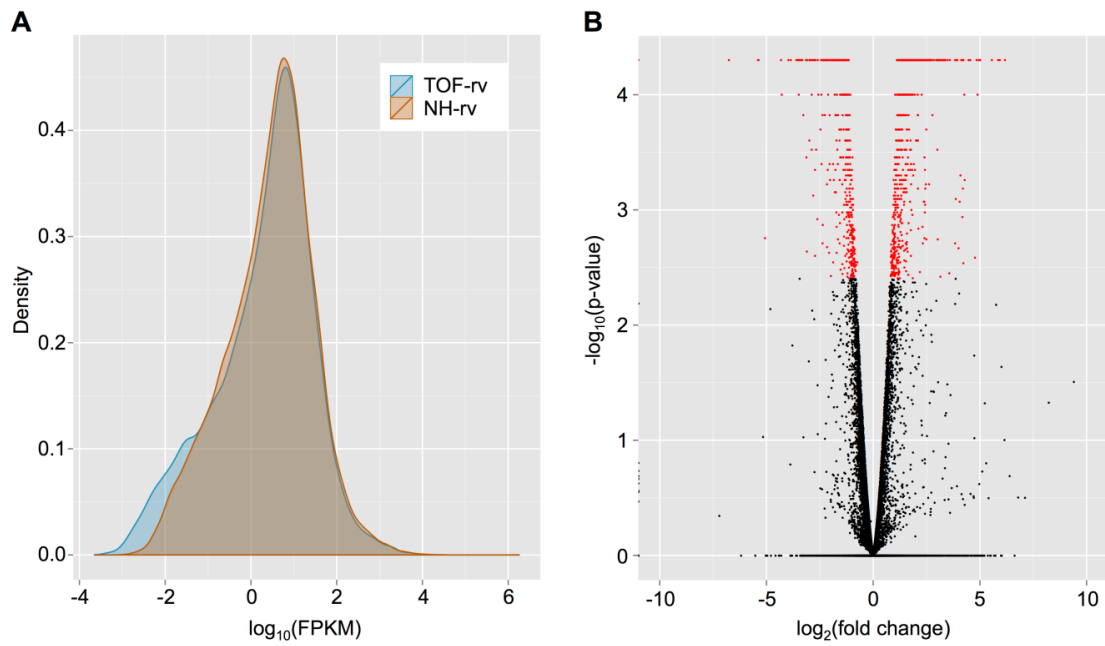 A
TOF-rv
NH-rv
0.4
0.3
0.2
0.1
0.0
Density
-4
-2
0
2
4
6
log10(FPKM)
B
4
3
2
1
0
-log10(p-value)
-10
-5
0
5
10
log2(fold change)